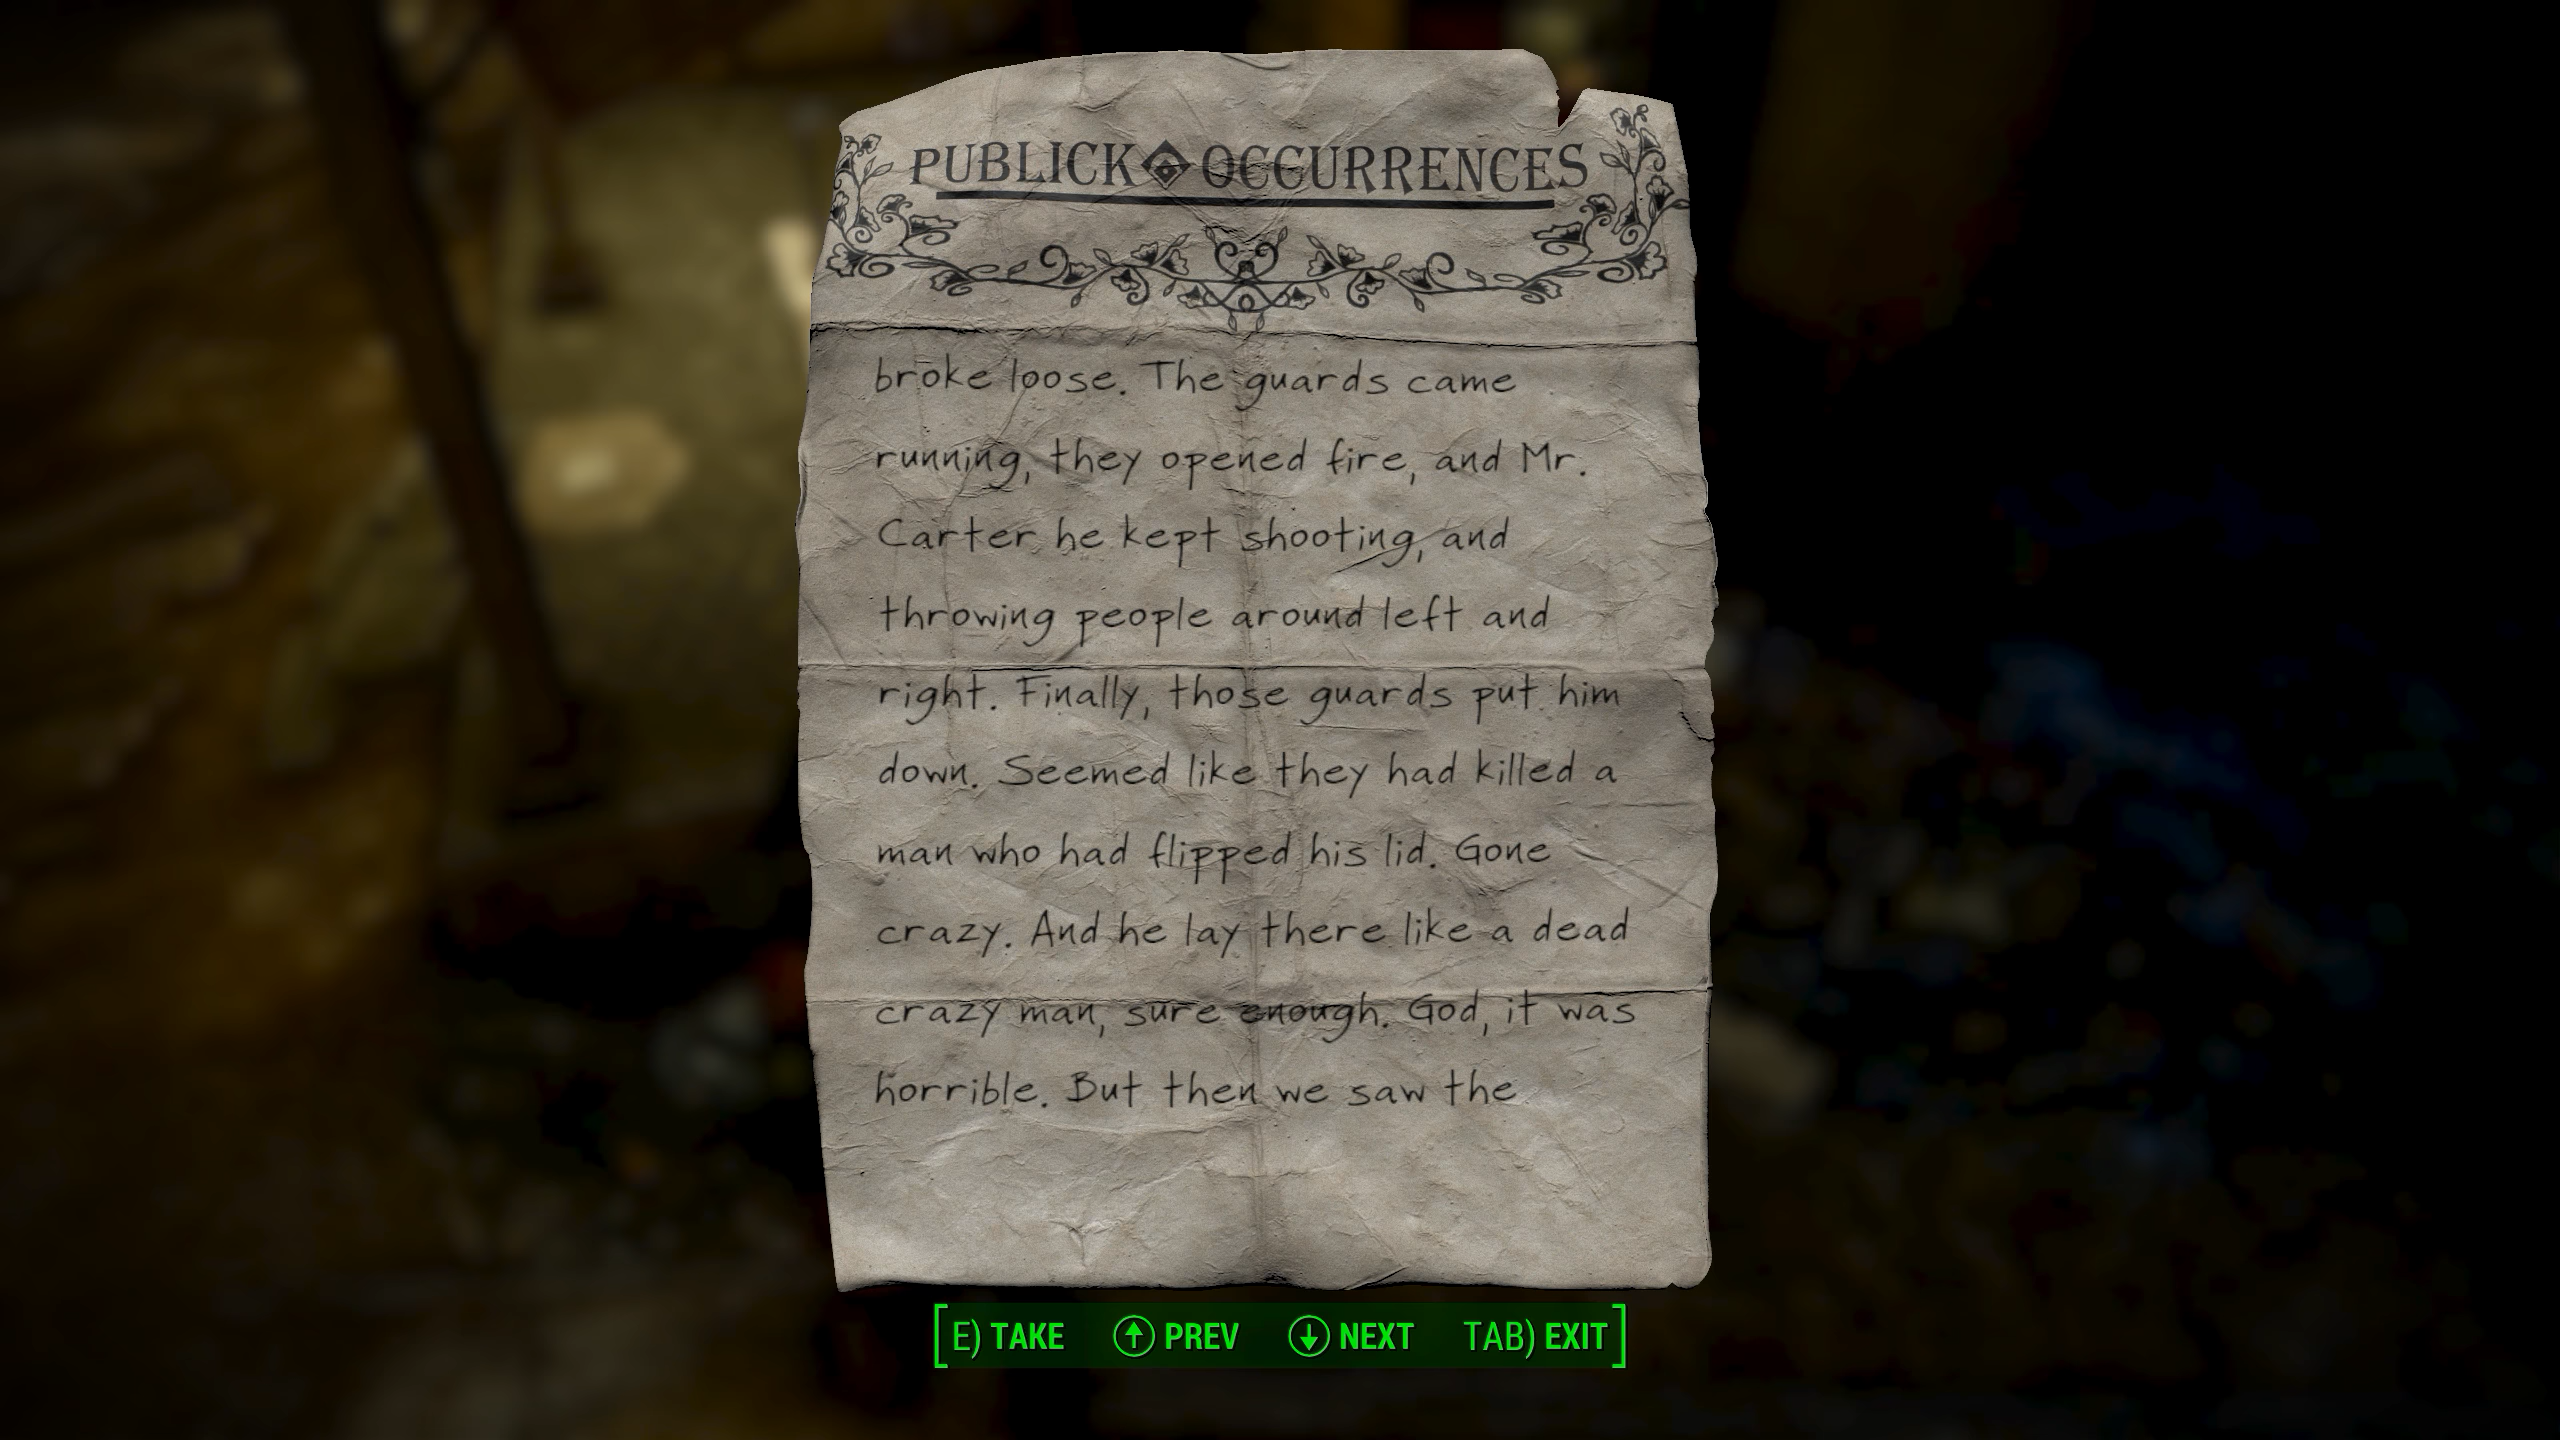 PUBLICK OCCURRENCES
broke loose. The guards came
running, they opened fire, and Mr.
Carter he kept shooting, and
throwing people around left and
right. Finally, those guards put him
down. Seemed like they had killed a
man who had flipped his lid. Gone
crazy. And he lay there like a dead
crazy man, sure enough. God, it was
horrible. But then we saw the
E) TAKE PREV NEXT TAB) EXIT